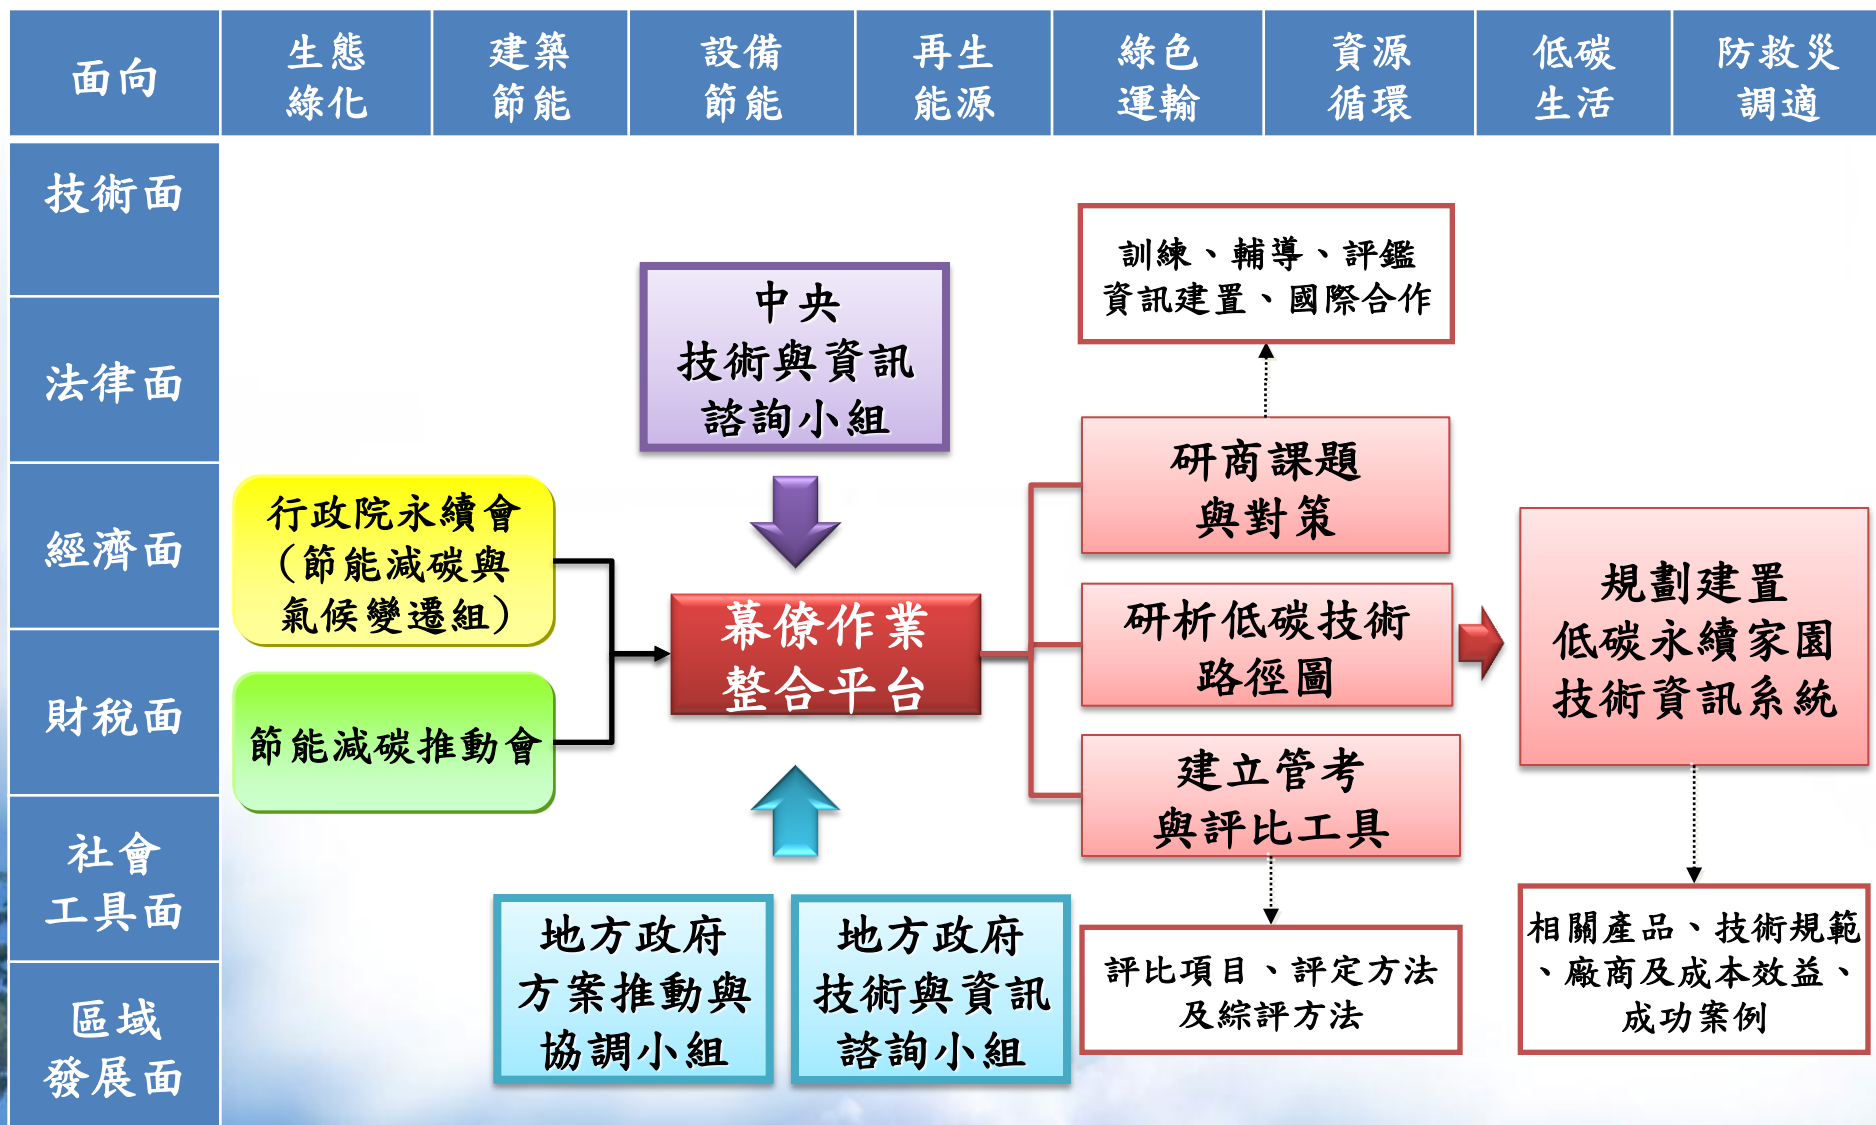 面向
生態
綠化
建築
節能
設備
節能
再生
能源
綠色
運輸
資源
循環
低碳
生活
防救災
調適
技術面
法律面
經濟面
財稅面
社會
工具面
區域
發展面
行政院永續會
（節能減碳與
氣候變遷組）
節能減碳推動會
中央
技術與資訊
諮詢小組
幕僚作業
整合平台
地方政府
方案推動與
協調小組
地方政府
技術與資訊
諮詢小組
訓練、輔導、評鑑
資訊建置、國際合作
研商課題
與對策
研析低碳技術
路徑圖
建立管考
與評比工具
評比項目、評定方法
及綜評方法
規劃建置
低碳永續家園
技術資訊系統
相關產品、技術規範
、廠商及成本效益、
成功案例